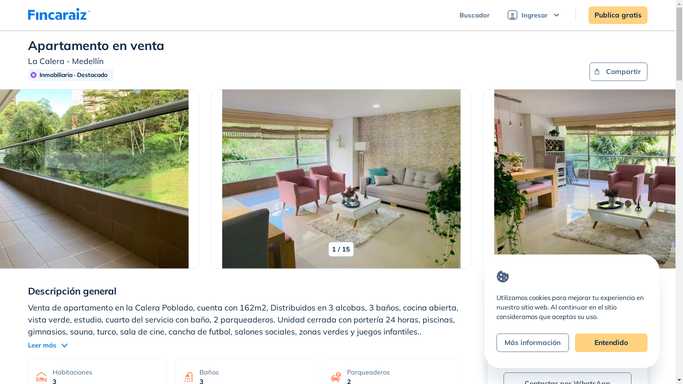 Fincaraiz
Buscador
Ingresar
Publica gratis
Apartamento en venta
La Calera - Medellín
Inmobiliaria · Destacado
Compartir
1 / 15
Descripción general
Venta de apartamento en la Calera Poblado, cuenta con 162m2, Distribuidos en 3 alcobas, 3 baños, cocina abierta,
vista verde, estudio, cuarto del servicio con baño, 2 parqueaderos. Unidad cerrada con portería 24 horas, piscinas,
gimnasios, sauna, turco, sala de cine, cancha de futbol, salones sociales, zonas verdes y juegos infantiles..
Leer más
Habitaciones
3
Baños
3
Parqueaderos
2
Utilizamos cookies para mejorar tu experiencia en
nuestro sitio web. Al continuar en el sitio
consideramos que aceptas su uso.
Más información
Entendido
Contactar por WhatsApp